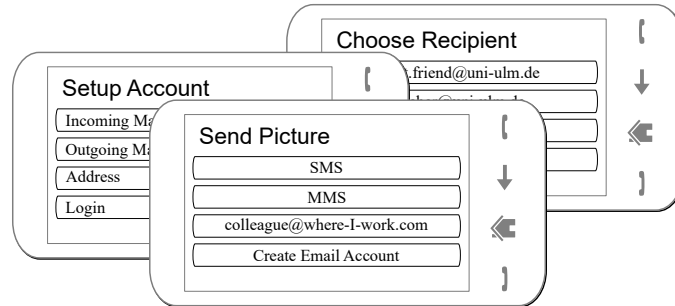 Choose Recipient
.friend@uni-ulm.de
Setup Account
Incoming Ma
Outgoing Ma
Address
Login
Send Picture
SMS
MMS
colleague@where-I-work.com
Create Email Account